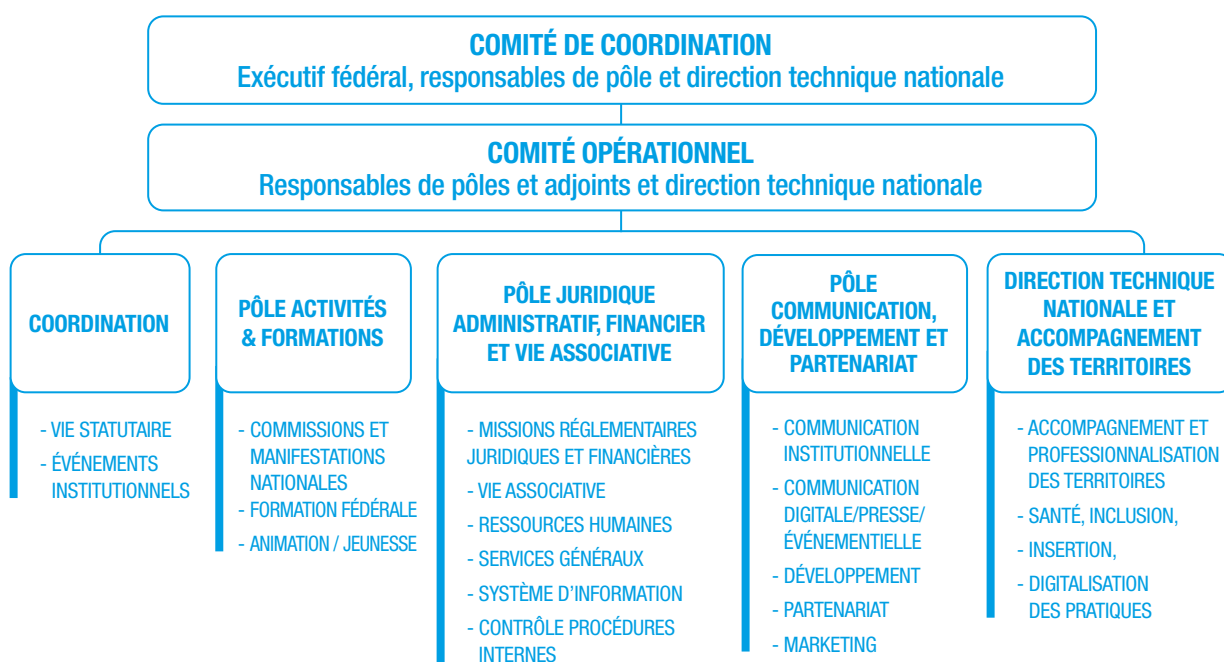 COMITÉ DE COORDINATION
Exécutif fédéral, responsables de pôle et direction technique nationale
COMITÉ OPÉRATIONNEL
Responsables de pôles et adjoints et direction technique nationale
COORDINATION
- VIE STATUTAIRE
- ÉVÉNEMENTS
INSTITUTIONNELS
PÔLE ACTIVITÉS
& FORMATIONS
- COMMISSIONS ET
MANIFESTATIONS
NATIONALES
- FORMATION FÉDÉRALE
- ANIMATION / JEUNESSE
PÔLE JURIDIQUE
ADMINISTRATIF, FINANCIER
ET VIE ASSOCIATIVE
- MISSIONS RÉGLEMENTAIRES
JURIDIQUES ET FINANCIÈRES
- VIE ASSOCIATIVE
- RESSOURCES HUMAINES
- SERVICES GÉNÉRAUX
- SYSTÈME D'INFORMATION
- CONTRÔLE PROCÉDURES
INTERNES
PÔLE
COMMUNICATION,
DÉVELOPPEMENT ET
PARTENARIAT
- COMMUNICATION
INSTITUTIONNELLE
- COMMUNICATION
DIGITALE/PRESSE/
ÉVÉNEMENTIELLE
- DÉVELOPPEMENT
- PARTENARIAT
- MARKETING
DIRECTION TECHNIQUE
NATIONALE ET
ACCOMPAGNEMENT
DES TERRITOIRES
- ACCOMPAGNEMENT ET
PROFESSIONNALISATION
DES TERRITOIRES
- SANTÉ, INCLUSION,
- INSERTION,
- DIGITALISATION
DES PRATIQUES